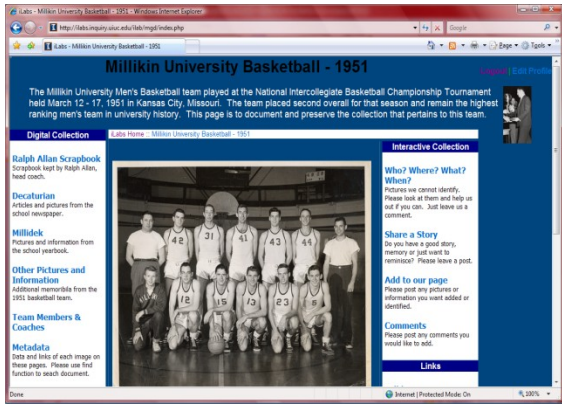 iLabs - Millikin University Basketball - 1951 - Windows Internet Explorer
http://ilabs.inquiry.uiuc.edu/ilab/mgd/index.php
Google
iLabs - Millikin University Basketball - 1951
Page
Tools
Millikin University Basketball - 1951
Logout | Edit Profile
The Millikin University Men's Basketball team played at the National Intercollegiate Basketball Championship Tournament
held March 12 - 17, 1951 in Kansas City, Missouri. The team placed second overall for that season and remain the highest
ranking men's team in university history. This page is to document and preserve the collection that pertains to this team.
Digital Collection
Ralph Allan Scrapbook
Scrapbook kept by Ralph Allan,
head coach.
Decaturian
Articles and pictures from the
school newspaper.
Millidek
Pictures and information from
the school yearbook.
Other Pictures and
Information
Additional memoribila from the
1951 basketball team.
Team Members &
Coaches
Metadata
Data and links of each image on
these pages. Please use find
function to seach document.
iLabs Home :: Millikin University Basketball - 1951
42 31 41 43 44
12 15 13 23 5
Interactive Collection
Who? Where? What?
When?
Pictures we cannot identify.
Please look at them and help us
out if you can. Just leave us a
comment.
Share a Story
Do you have a good story,
memory or just want to
reminisce? Please leave a post.
Add to our page
Please post any pictures or
information you want added or
identified.
Comments
Please post any comments you
would like to add.
Links
Done
Internet | Protected Mode: On
100%